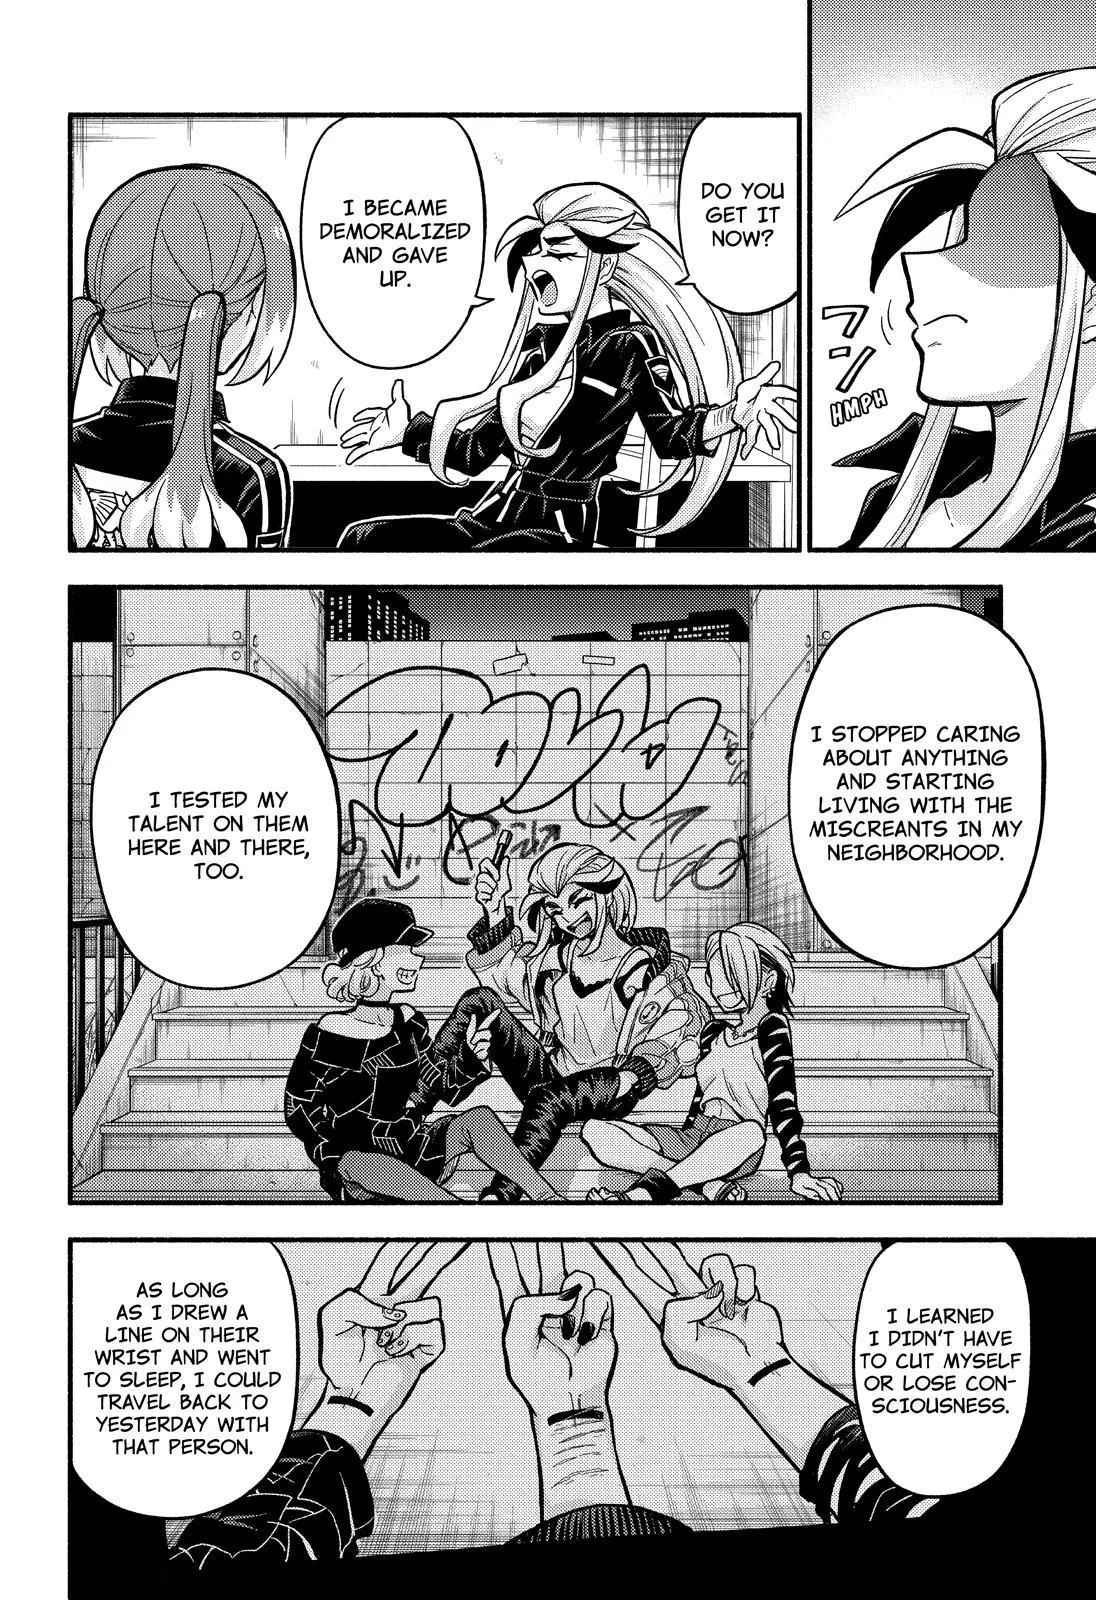 フン
HMPH
DO YOU
GET IT
NOW?
I BECAME
DEMORALIZED
AND GAVE
UP.
I STOPPED CARING
ABOUT ANYTHING
AND STARTING
LIVING WITH THE
MISCREANTS IN MY
NEIGHBORHOOD.
I TESTED MY
TALENT ON THEM
HERE AND THERE,
TOO.
I LEARNED
I DIDN'T HAVE
TO CUT MYSELF
OR LOSE CON-
SCIOUSNESS.
AS LONG
AS I DREW A
LINE ON THEIR
WRIST AND WENT
TO SLEEP, I COULD
TRAVEL BACK TO
YESTERDAY WITH
THAT PERSON.